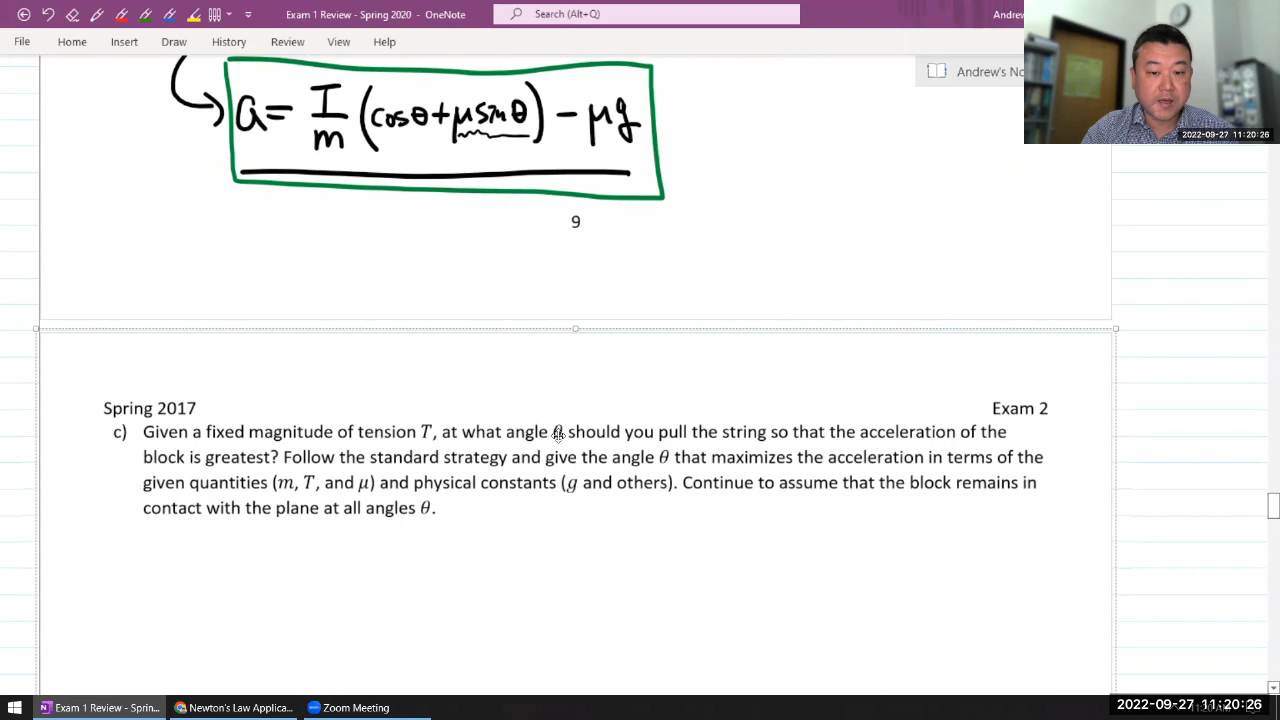 Exam 1 Review - Sprin... • OneNote
Search (Alt+Q)
Andrew
File Home Insert Draw History Review View Help
2022-09-27 11:20:26
Andrew's No
a = T/m (cosθ + μ sinθ) − μg
9
Spring 2017 Exam 2
c) Given a fixed magnitude of tension T, at what angle θ should you pull the string so that the acceleration of the
block is greatest? Follow the standard strategy and give the angle θ that maximizes the acceleration in terms of the
given quantities (m, T, and μ) and physical constants (g and others). Continue to assume that the block remains in
contact with the plane at all angles θ.
Exam 1 Review - Sprin... Newton's Law Applica... Zoom Meeting
2022-09-27 11:20:26